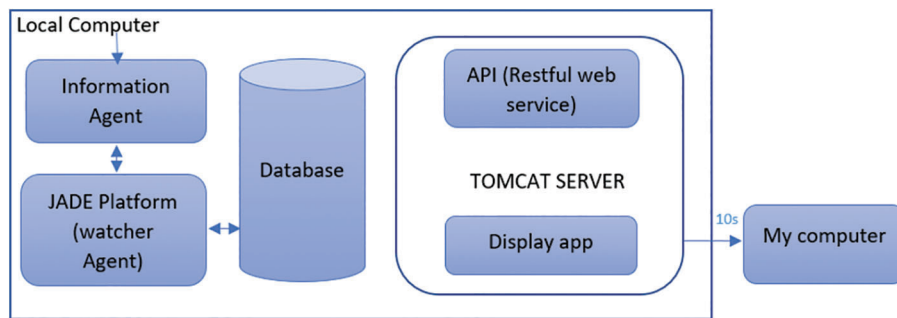 Local Computer
Information
Agent
JADE Platform
(watcher
Agent)
Database
API (Restful web
service)
TOMCAT SERVER
Display app
10s
My computer